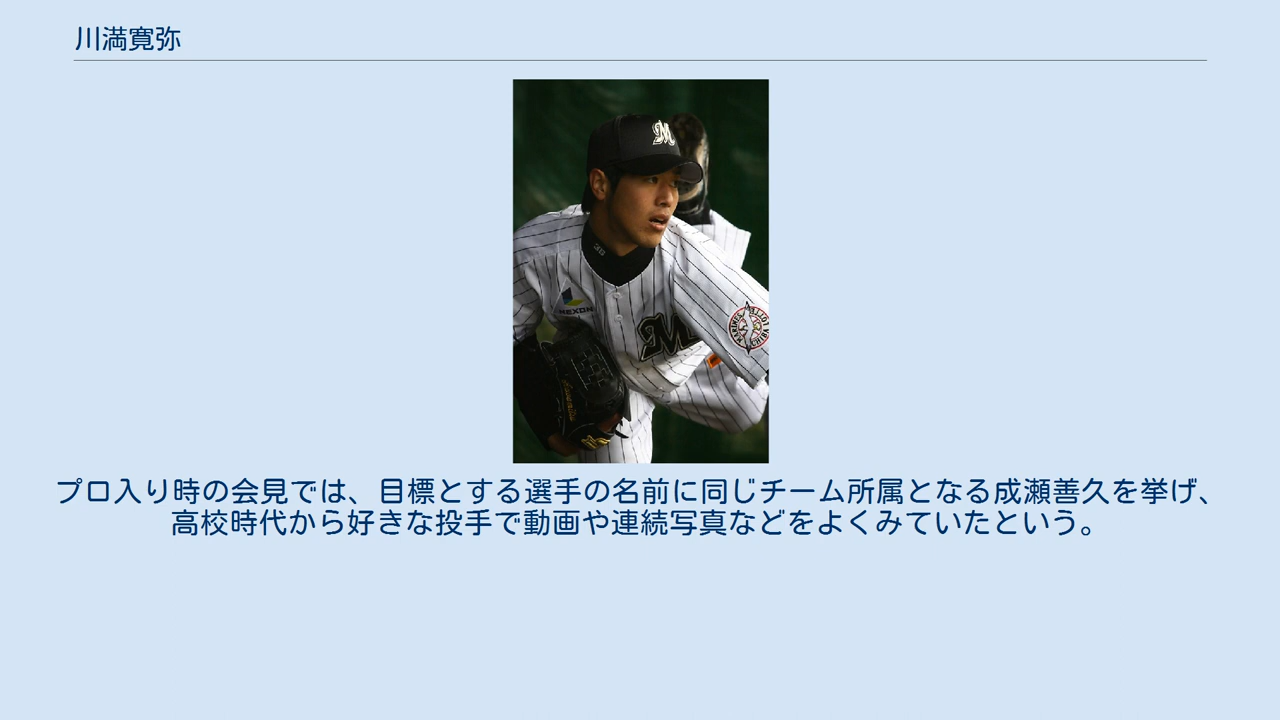 川満寛弥
M
38
NEXON
M
プロ入り時の会見では、目標とする選手の名前に同じチーム所属となる成瀬善久を挙げ、
高校時代から好きな投手で動画や連続写真などをよくみていたという。